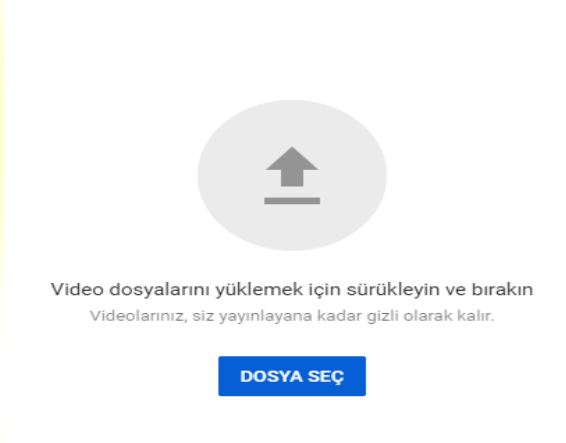 Video dosyalarını yüklemek için sürükleyin ve bırakın
Videolarınız, siz yayınlayana kadar gizli olarak kalır.
DOSYA SEÇ